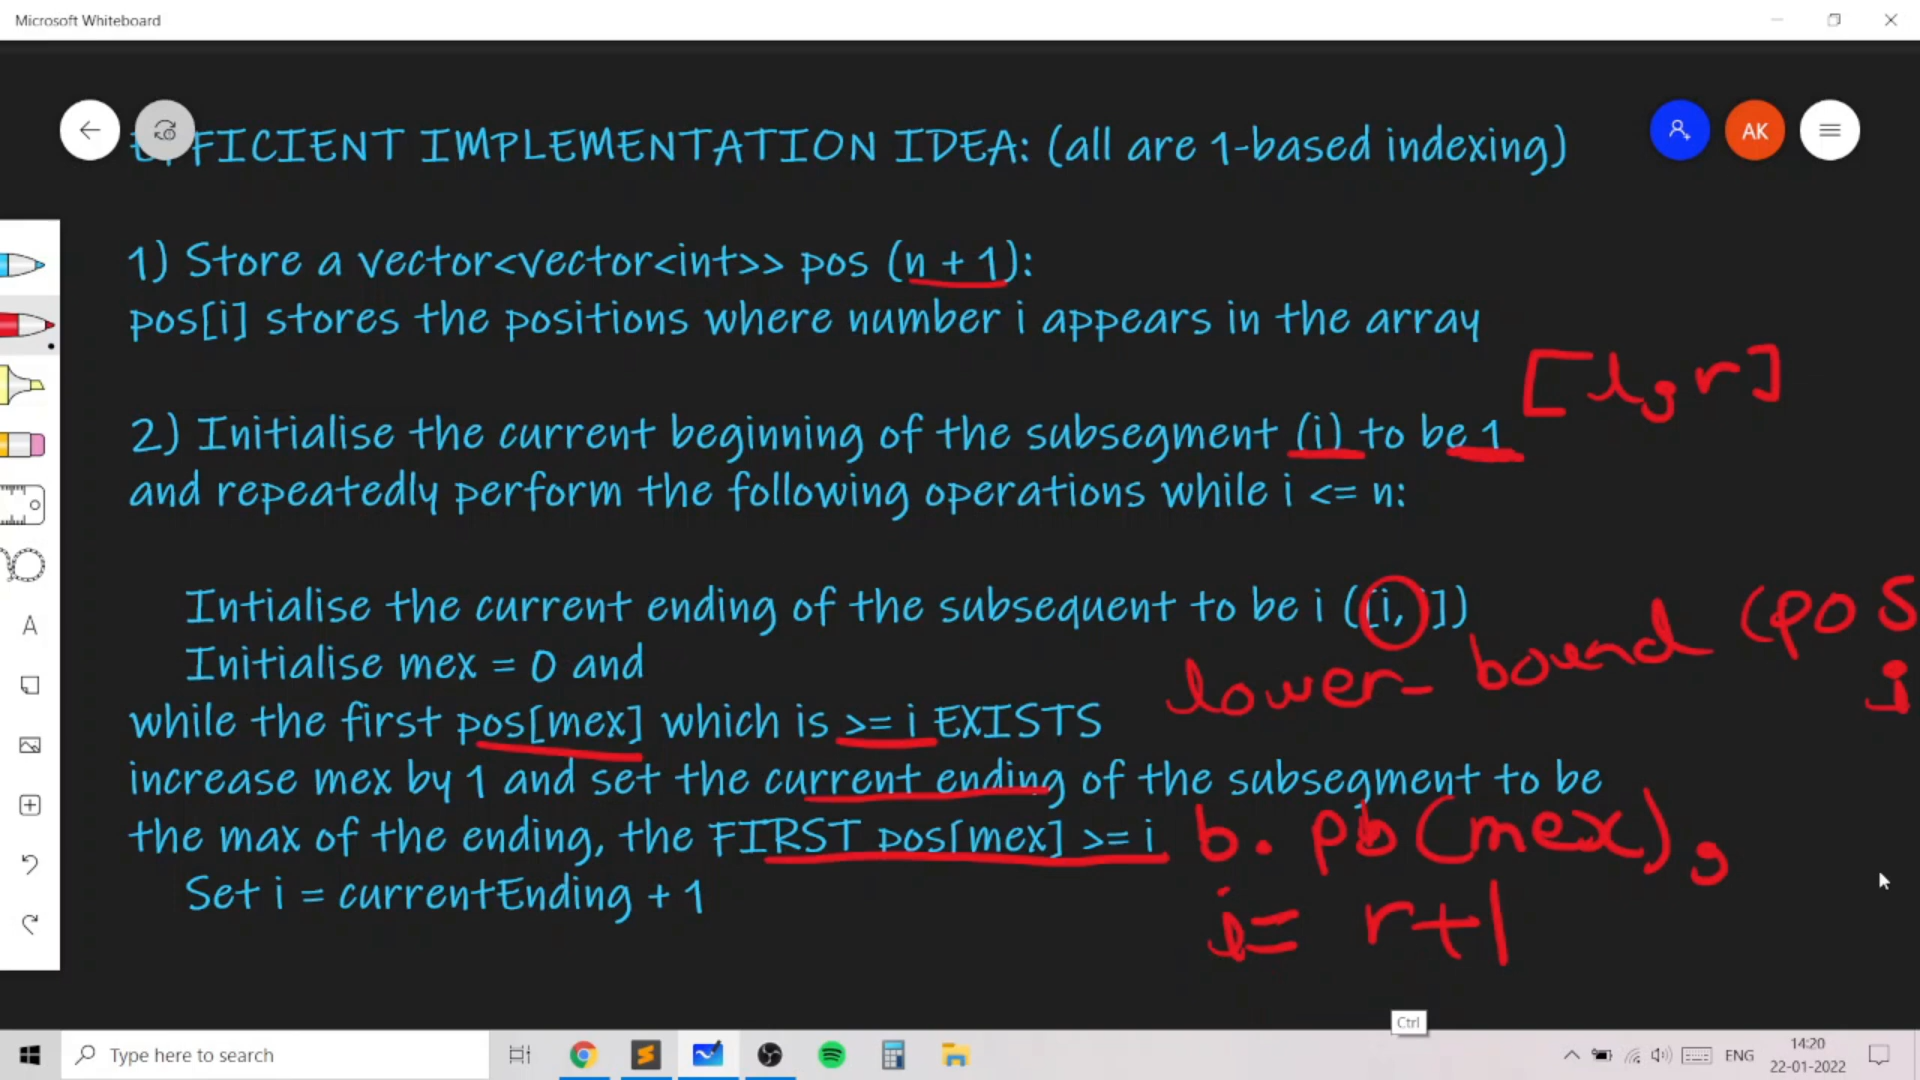 Microsoft Whiteboard
EFFICIENT IMPLEMENTATION IDEA: (all are 1-based indexing)
AK
1) Store a vector<vector<int>> pos (n + 1):
pos[i] stores the positions where number i appears in the array
[l, r]
2) Initialise the current beginning of the subsegment (i) to be 1
and repeatedly perform the following operations while i <= n:
Intialise the current ending of the subsequent to be i ([i, ])
lower_bound (pos
i
Initialise mex = 0 and
while the first pos[mex] which is >= i EXISTS
increase mex by 1 and set the current ending of the subsegment to be
the max of the ending, the FIRST pos[mex] >= i
b. pb(mex),
Set i = currentEnding + 1
i= r+1
Ctrl
Type here to search
ENG
14:20
22-01-2022